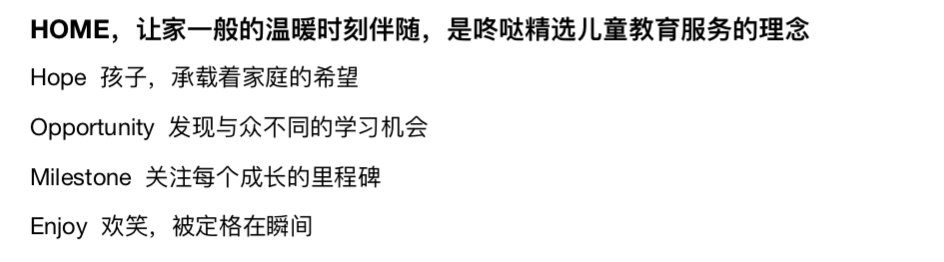 HOME，让家一般的温暖时刻伴随，是咚哒精选儿童教育服务的理念
Hope 孩子，承载着家庭的希望
Opportunity 发现与众不同的学习机会
Milestone 关注每个成长的里程碑
Enjoy 欢笑，被定格在瞬间